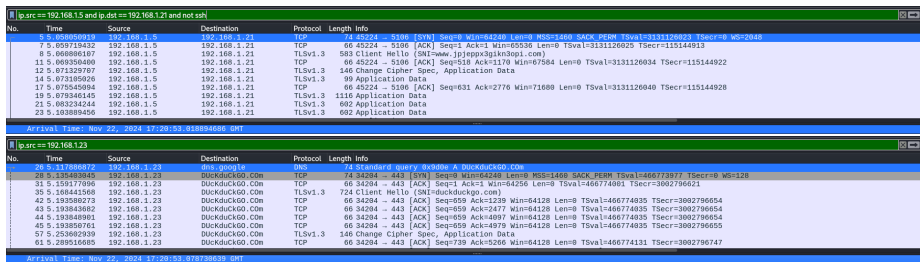 ip.src == 192.168.1.5 and ip.dst == 192.168.1.21 and not ssh
No. Time Source Destination Protocol Length Info
5 5.058050919 192.168.1.5 192.168.1.21 TCP 74 45224 → 5106 [SYN] Seq=0 Win=64240 Len=0 MSS=1460 SACK_PERM TSval=3131126023 TSecr=0 WS=2048
7 5.059719432 192.168.1.5 192.168.1.21 TCP 66 45224 → 5106 [ACK] Seq=1 Ack=1 Win=65536 Len=0 TSval=3131126025 TSecr=115144913
8 5.060806107 192.168.1.5 192.168.1.21 TLSv1.3 583 Client Hello (SNI=www.jpjeppx3gikn3opi.com)
11 5.069350400 192.168.1.5 192.168.1.21 TCP 66 45224 → 5106 [ACK] Seq=518 Ack=1170 Win=67584 Len=0 TSval=3131126034 TSecr=115144922
12 5.071329707 192.168.1.5 192.168.1.21 TLSv1.3 146 Change Cipher Spec, Application Data
14 5.073105026 192.168.1.5 192.168.1.21 TLSv1.3 99 Application Data
17 5.075545094 192.168.1.5 192.168.1.21 TCP 66 45224 → 5106 [ACK] Seq=631 Ack=2776 Win=71680 Len=0 TSval=3131126040 TSecr=115144928
19 5.079346145 192.168.1.5 192.168.1.21 TLSv1.3 1116 Application Data
21 5.083234244 192.168.1.5 192.168.1.21 TLSv1.3 602 Application Data
23 5.103889456 192.168.1.5 192.168.1.21 TLSv1.3 602 Application Data
Arrival Time: Nov 22, 2024 17:20:53.018894686 GMT
ip.src == 192.168.1.23
No. Time Source Destination Protocol Length Info
26 5.117886872 192.168.1.23 dns.google DNS 74 Standard query 0x9d0e A DUcKduCkGO.COm
28 5.135403045 192.168.1.23 DUcKduCkGO.COm TCP 74 34204 → 443 [SYN] Seq=0 Win=64240 Len=0 MSS=1460 SACK_PERM TSval=466773977 TSecr=0 WS=128
31 5.159177096 192.168.1.23 DUcKduCkGO.COm TCP 66 34204 → 443 [ACK] Seq=1 Ack=1 Win=64256 Len=0 TSval=466774001 TSecr=3002796621
35 5.168441568 192.168.1.23 DUcKduCkGO.COm TLSv1.3 724 Client Hello (SNI=duckduckgo.com)
42 5.193580273 192.168.1.23 DUcKduCkGO.COm TCP 66 34204 → 443 [ACK] Seq=659 Ack=1239 Win=64128 Len=0 TSval=466774035 TSecr=3002796654
43 5.193843682 192.168.1.23 DUcKduCkGO.COm TCP 66 34204 → 443 [ACK] Seq=659 Ack=2477 Win=64128 Len=0 TSval=466774035 TSecr=3002796654
44 5.193848901 192.168.1.23 DUcKduCkGO.COm TCP 66 34204 → 443 [ACK] Seq=659 Ack=4097 Win=64128 Len=0 TSval=466774035 TSecr=3002796654
45 5.193850761 192.168.1.23 DUcKduCkGO.COm TCP 66 34204 → 443 [ACK] Seq=659 Ack=4979 Win=64128 Len=0 TSval=466774035 TSecr=3002796655
57 5.253602939 192.168.1.23 DUcKduCkGO.COm TLSv1.3 146 Change Cipher Spec, Application Data
61 5.289516685 192.168.1.23 DUcKduCkGO.COm TCP 66 34204 → 443 [ACK] Seq=739 Ack=5266 Win=64128 Len=0 TSval=466774131 TSecr=3002796747
Arrival Time: Nov 22, 2024 17:20:53.078730639 GMT